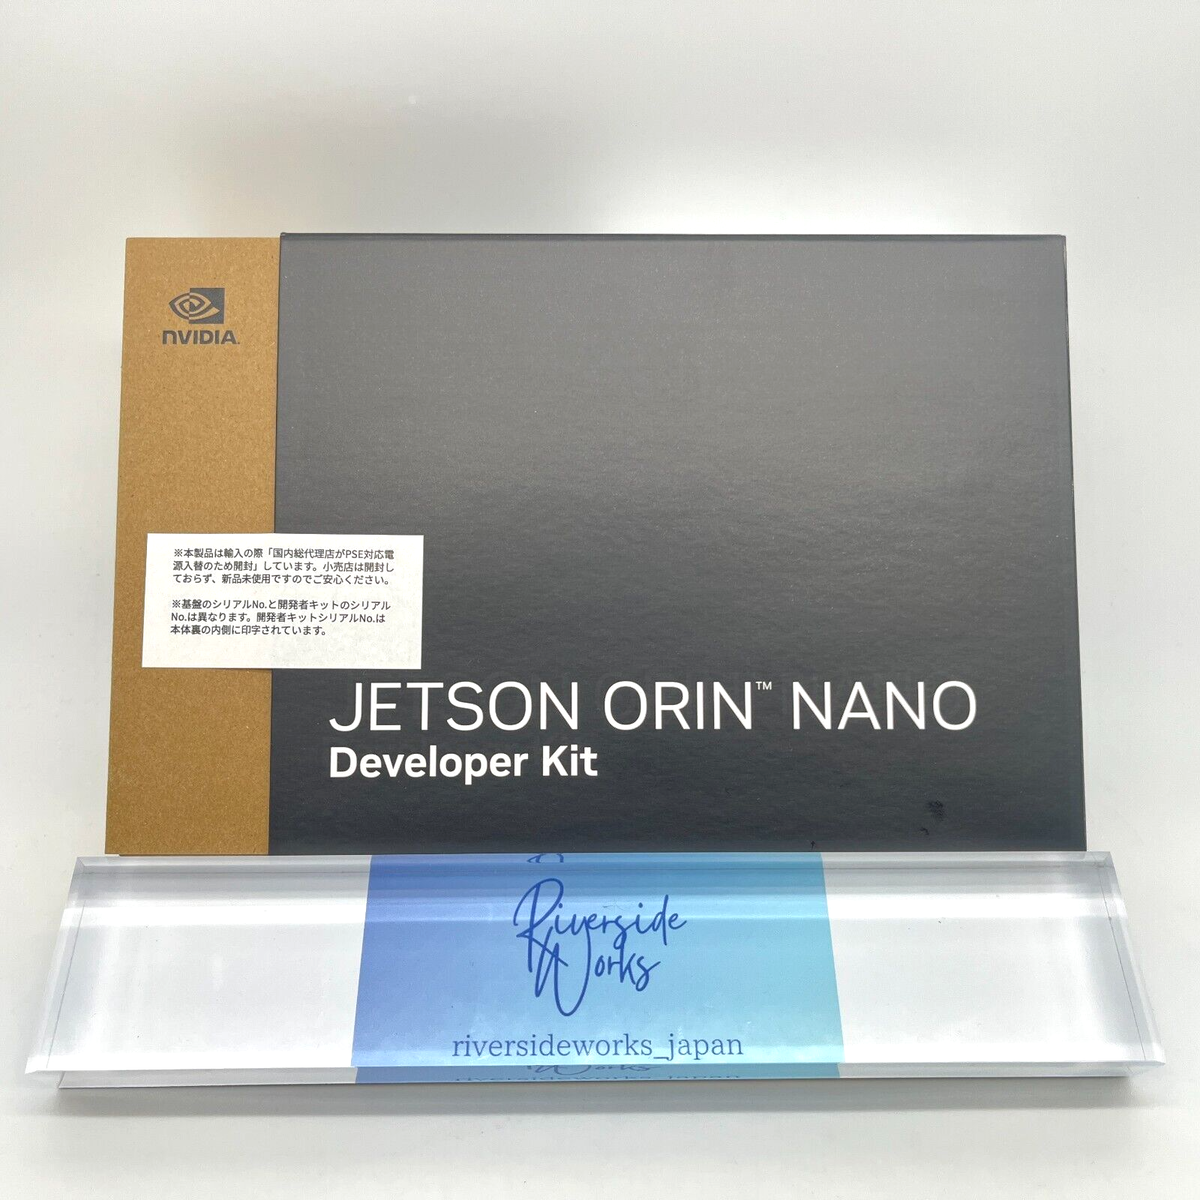 NVIDIA.
※本製品は輸入の際「国内総代理店がPSE対応電
源入替のため開封」しています。小売店は開封し
ておらず、新品未使用ですのでご安心ください。
※基盤のシリアルNo.と開発者キットのシリアル
No.は異なります。開発者キットシリアルNo.は
本体裏の内側に印字されています。
JETSON ORIN™ NANO
Developer Kit
Riverside
Works
riversideworks_japan